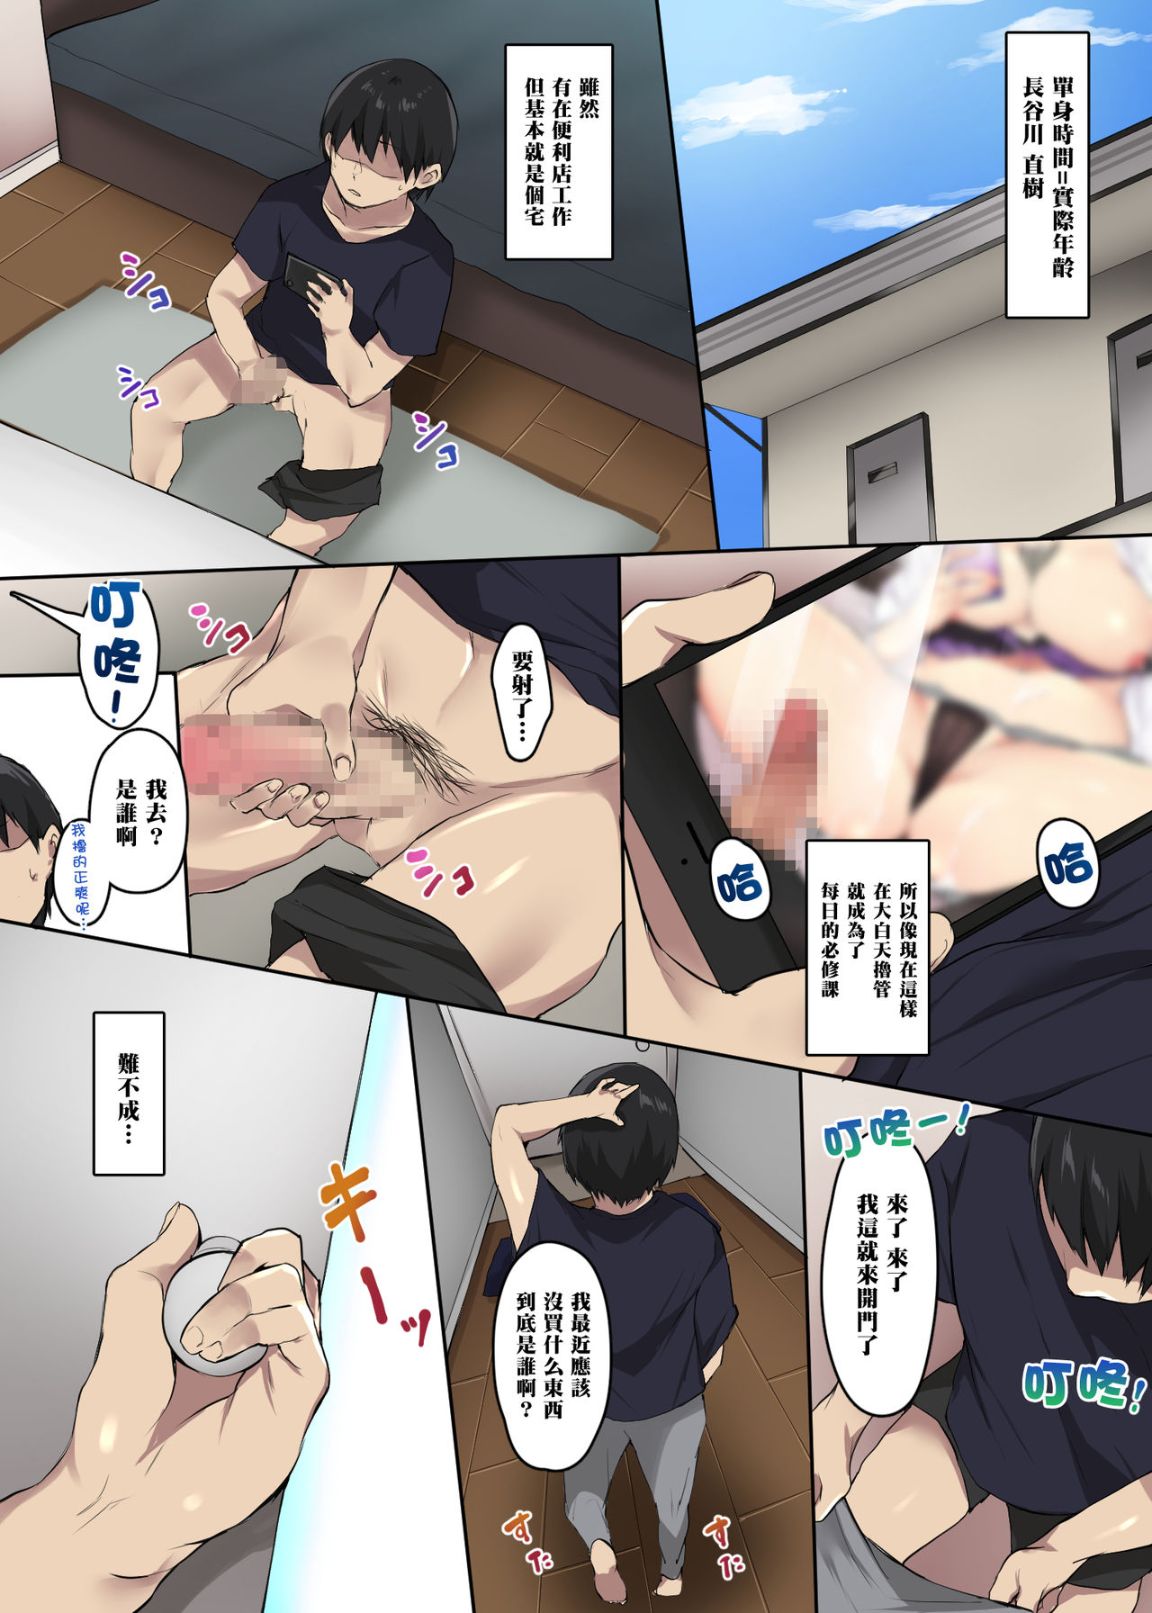 單身時間=實際年齡
長谷川 直樹
雖然
有在便利店工作
但基本就是個宅
シコ
シコ
シコ
所以像現在這樣
在大白天擼管
就成為了
每日的必修課
哈
哈
要射了…
シコ
シコ
叮咚!
我去?
是誰啊
我擼的正爽呢…
叮咚一!
來了 來了
我這就來開門了
叮咚!
我最近應該
沒買什么東西
到底是誰啊?
すた
すた
難不成…
キーッ